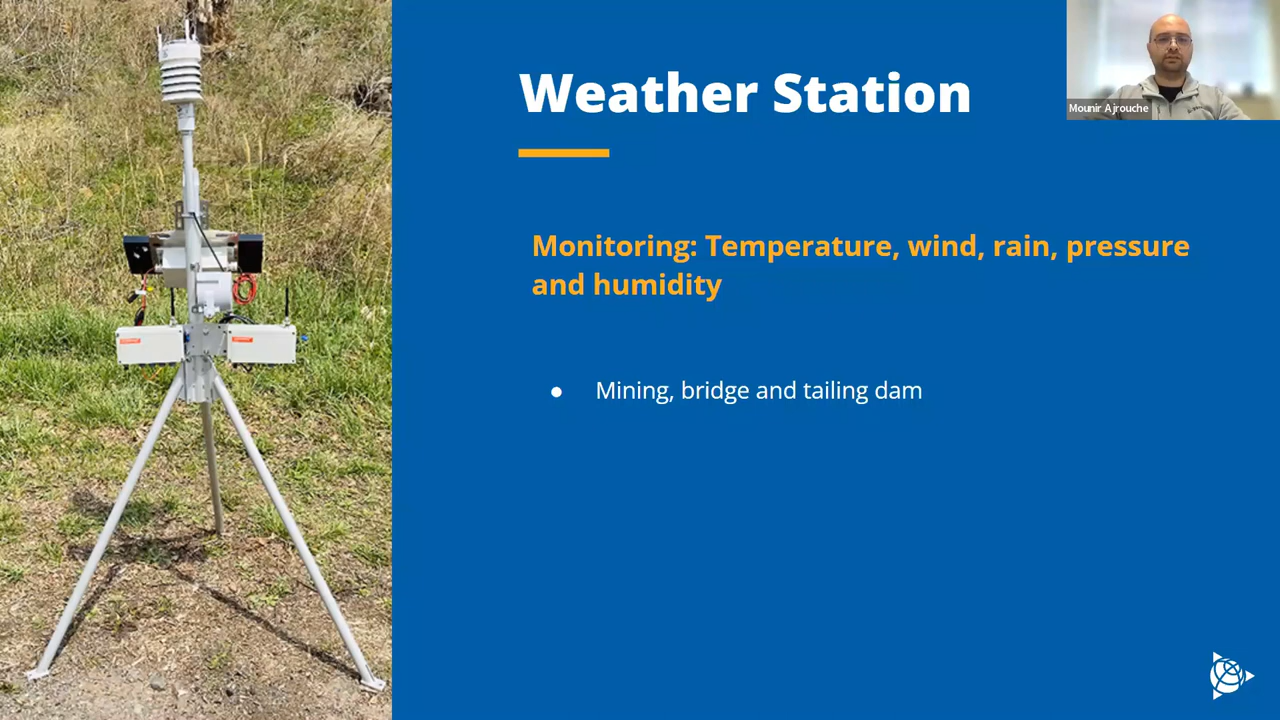 Weather Station
Mounir Ajrouche
Monitoring: Temperature, wind, rain, pressure
and humidity
● Mining, bridge and tailing dam